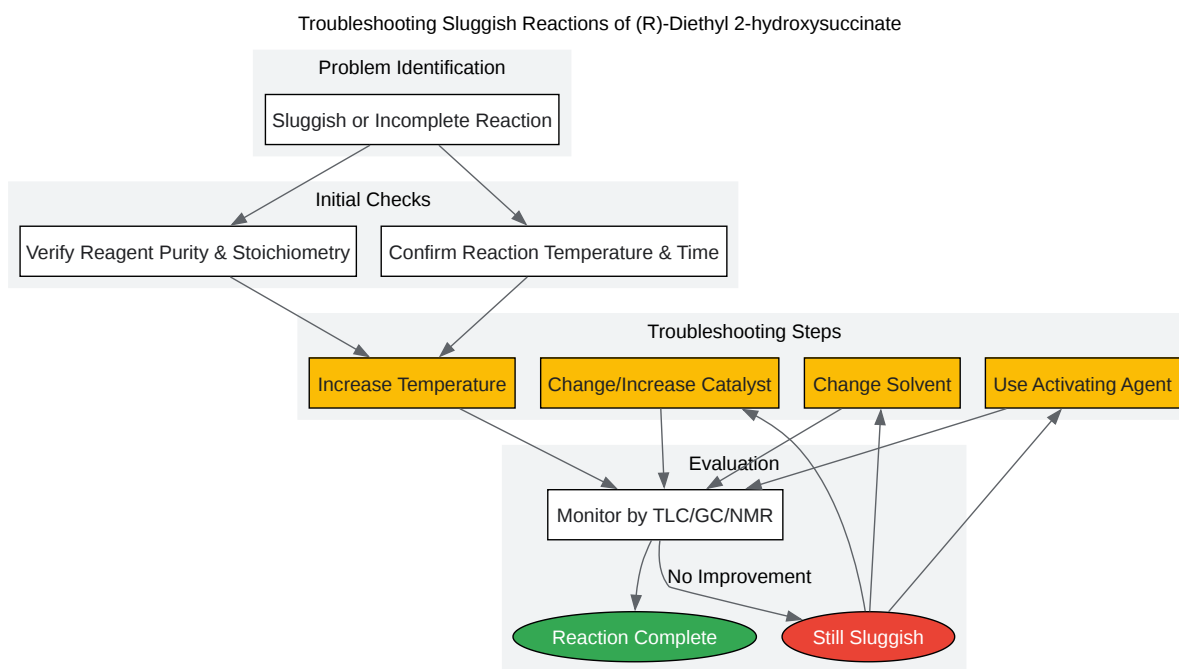 Troubleshooting Sluggish Reactions of (R)-Diethyl 2-hydroxysuccinate
Problem Identification
Sluggish or Incomplete Reaction
Initial Checks
Verify Reagent Purity & Stoichiometry
Confirm Reaction Temperature & Time
Troubleshooting Steps
Increase Temperature
Change/Increase Catalyst
Change Solvent
Use Activating Agent
Evaluation
Monitor by TLC/GC/NMR
No Improvement
Reaction Complete
Still Sluggish